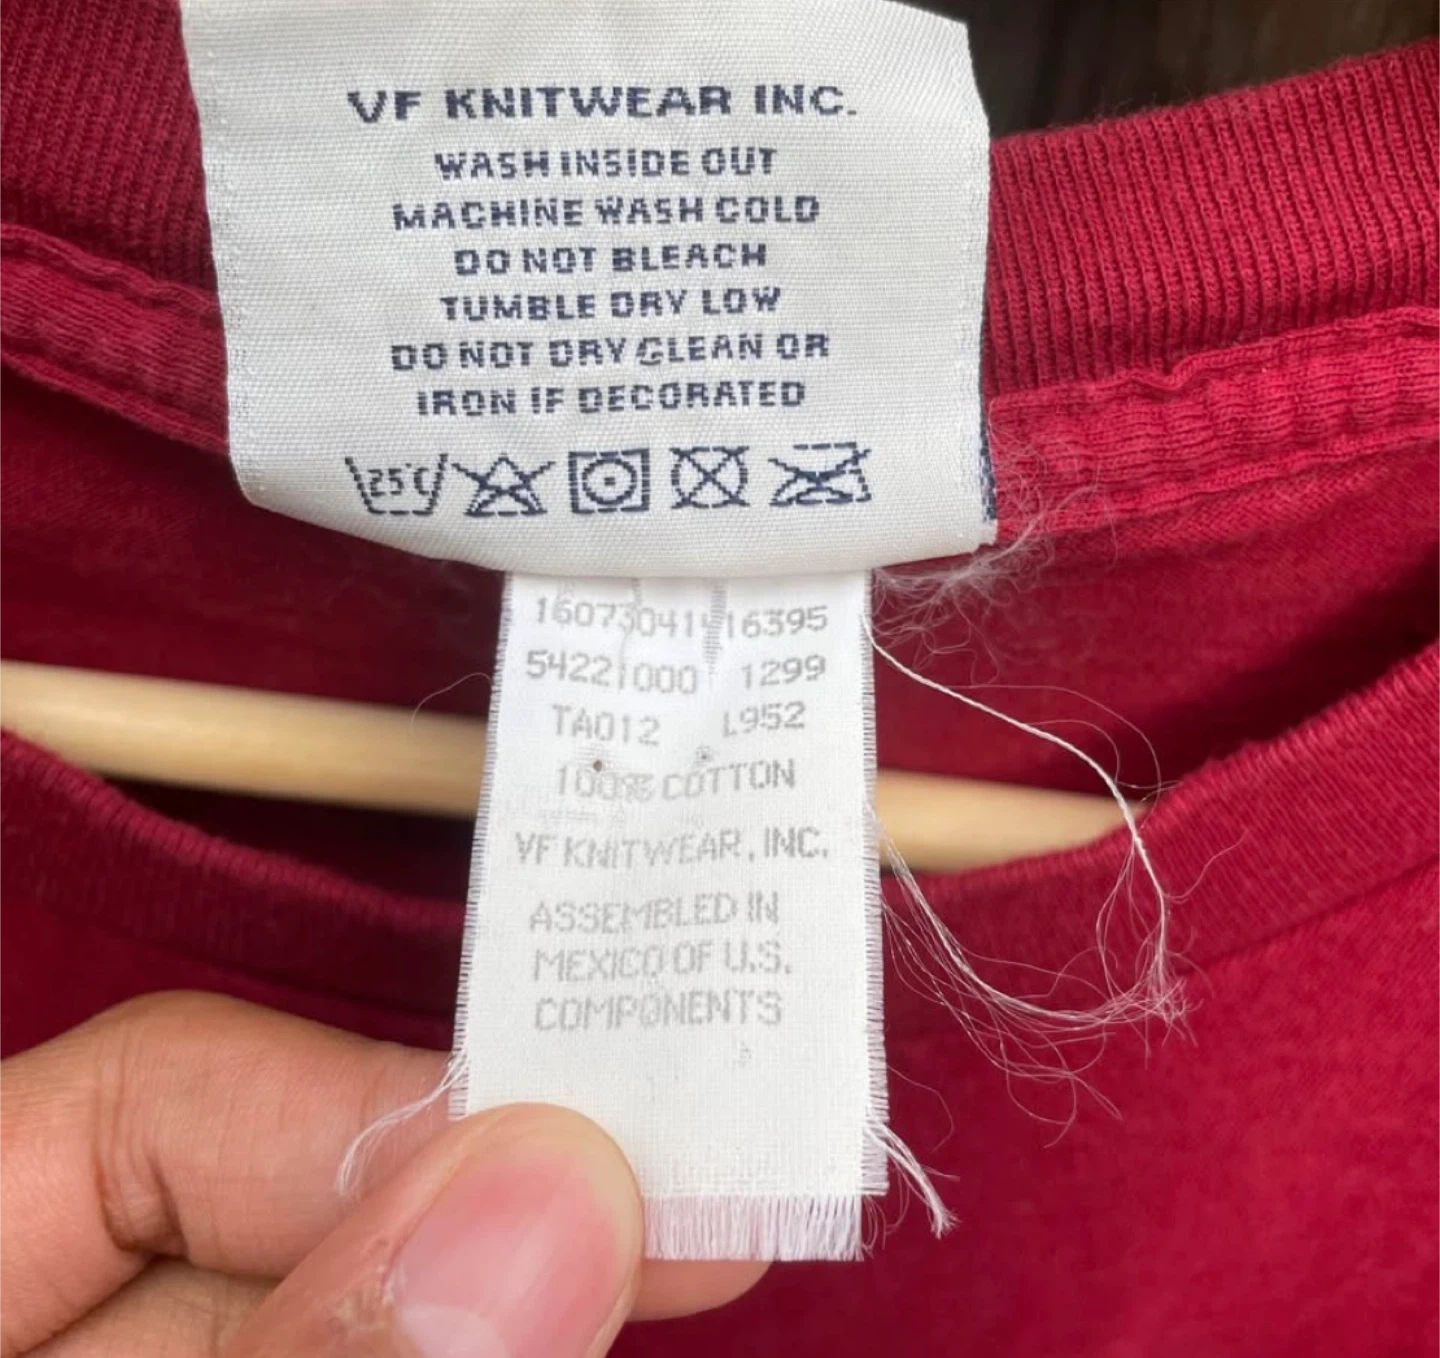 VF KNITWEAR INC.
WASH INSIDE OUT
MACHINE WASH COLD
DO NOT BLEACH
TUMBLE DRY LOW
DO NOT DRY CLEAN OR
IRON IF DECORATED
25°C
16395
54221000 1299
TA012 L952
100% COTTON
VF KNITWEAR, INC.
ASSEMBLED IN
MEXICO OF U.S.
COMPONENTS